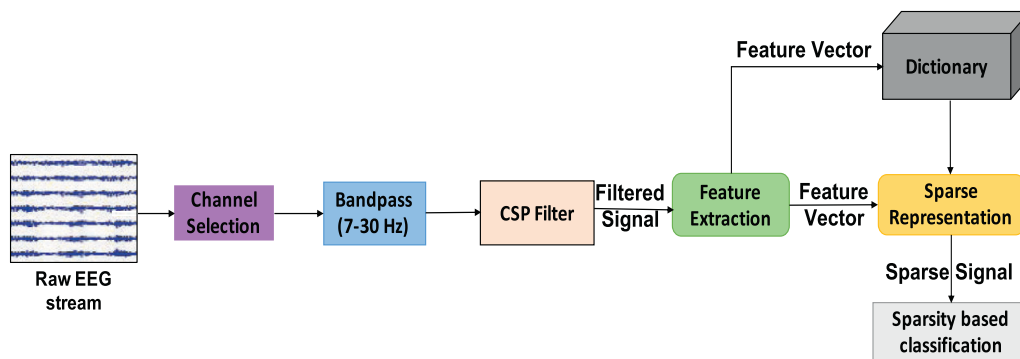 Feature Vector
Dictionary
Raw EEG
stream
Channel
Selection
Bandpass
(7-30 Hz)
CSP Filter
Filtered
Signal
Feature
Extraction
Feature
Vector
Sparse
Representation
Sparse Signal
Sparsity based
classification